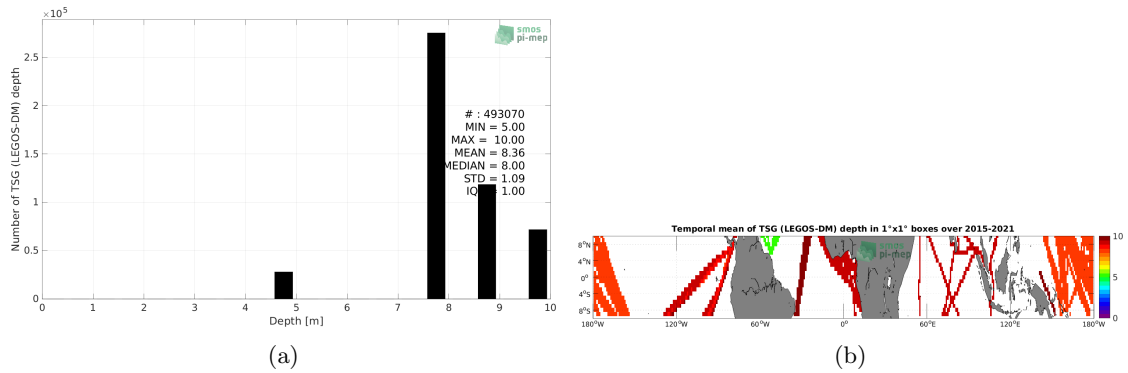 ×10⁵
smos
pi-mep
2.5
2
1.5
1
0.5
0
Number of TSG (LEGOS-DM) depth
# : 493070
MIN = 5.00
MAX = 10.00
MEAN = 8.36
MEDIAN = 8.00
STD = 1.09
= 1.00
0 1 2 3 4 5 6 7 8 9 10
Depth [m]
(a)
Temporal mean of TSG (LEGOS-DM) depth in 1°x1° boxes over 2015-2021
smos
pi-mep
8°N
4°N
0°
4°S
8°S
180°W 120°W 60°W 0° 60°E 120°E 180°W
10
5
0
(b)